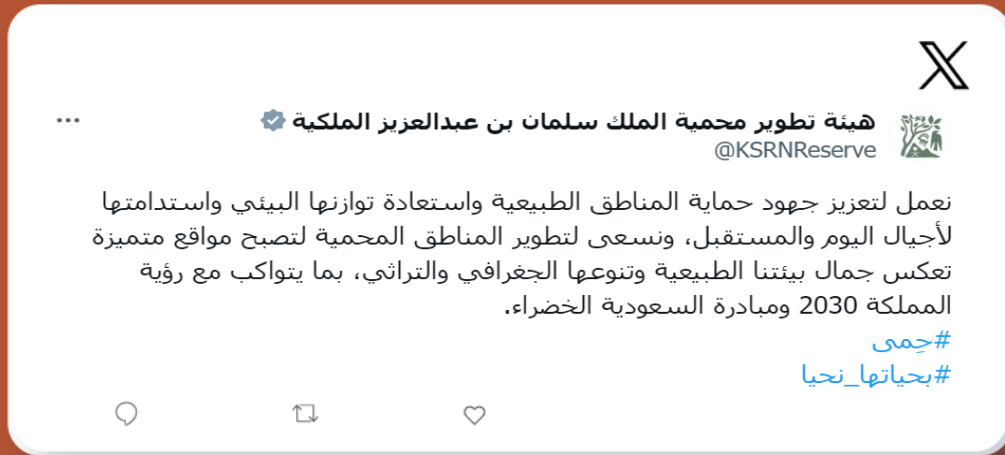 هيئة تطوير محمية الملك سلمان بن عبدالعزيز الملكية
@KSRNReserve
نعمل لتعزيز جهود حماية المناطق الطبيعية واستعادة توازنها البيئي واستدامتها
لأجيال اليوم والمستقبل، ونسعى لتطوير المناطق المحمية لتصبح مواقع متميزة
تعكس جمال بيئتنا الطبيعية وتنوعها الجغرافي والتراثي، بما يتواكب مع رؤية
المملكة 2030 ومبادرة السعودية الخضراء.
#حِمى
#بحياتها_نحيا